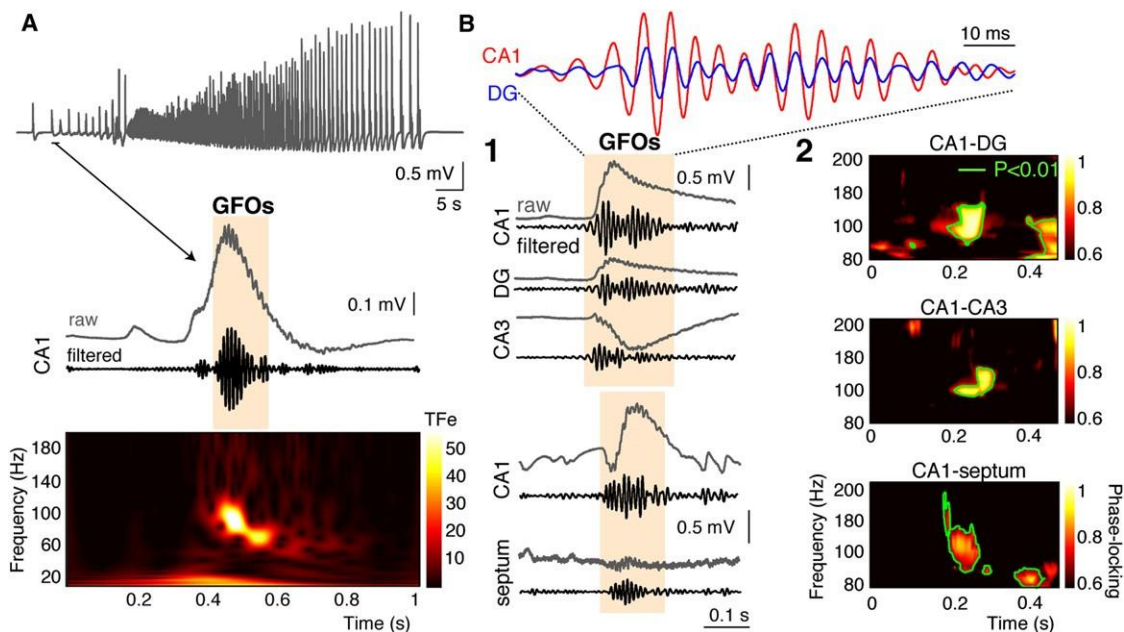 A
0.5 mV
5 s
GFOs
raw
0.1 mV
filtered
CA1
TFe
Frequency (Hz)
180
140
100
60
20
50
40
30
20
10
0.2
0.4
0.6
0.8
1
Time (s)
B
10 ms
CA1
DG
GFOs
1
0.5 mV
raw
CA1
filtered
DG
CA3
CA1
0.5 mV
septum
0.1 s
2
CA1-DG
P<0.01
200
180
100
80
0
0.2
0.4
1
0.8
0.6
CA1-CA3
200
180
100
80
0
0.2
0.4
1
0.8
0.6
CA1-septum
Frequency (Hz)
200
180
100
80
0
0.2
0.4
1
0.8
0.6
Phase-locking
Time (s)